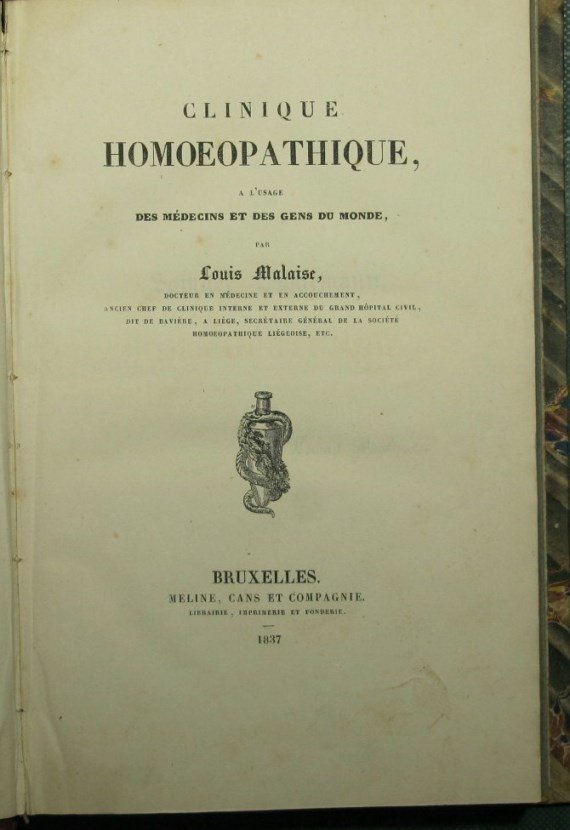 CLINIQUE
HOMOEOPATHIQUE,
A L'USAGE
DES MÉDECINS ET DES GENS DU MONDE,
PAR
Louis Malaise,
DOCTEUR EN MÉDECINE ET EN ACCOUCHEMENT,
ANCIEN CHEF DE CLINIQUE INTERNE ET EXTERNE DU GRAND HÔPITAL CIVIL,
DIT DE BAVIÈRE, A LIÉGE, SECRÉTAIRE GÉNÉRAL DE LA SOCIÉTÉ
HOMOEOPATHIQUE LIÉGEOISE, ETC.
BRUXELLES.
MELINE, CANS ET COMPAGNIE.
LIBRAIRIE, IMPRIMERIE ET FONDERIE.
1837